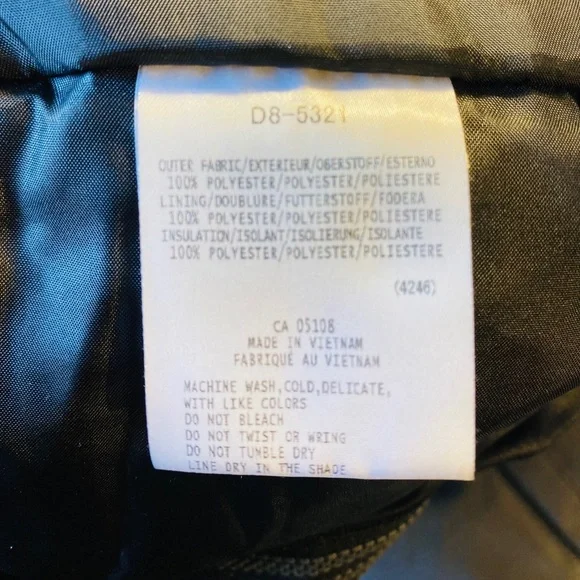 D8-5321
OUTER FABRIC/EXTERIEUR/OBERSTOFF/ESTERNO
100% POLYESTER/POLYESTER/POLIESTERE
LINING/DOUBLURE/FUTTERSTOFF/FODERA
100% POLYESTER/POLYESTER/POLIESTERE
INSULATION/ISOLANT/ISOLIERUNG/ISOLANTE
100% POLYESTER/POLYESTER/POLIESTERE
(4246)
CA 05108
MADE IN VIETNAM
FABRIQUÉ AU VIETNAM
MACHINE WASH,COLD,DELICATE,
WITH LIKE COLORS
DO NOT BLEACH
DO NOT TWIST OR WRING
DO NOT TUMBLE DRY
LINE DRY IN THE SHADE